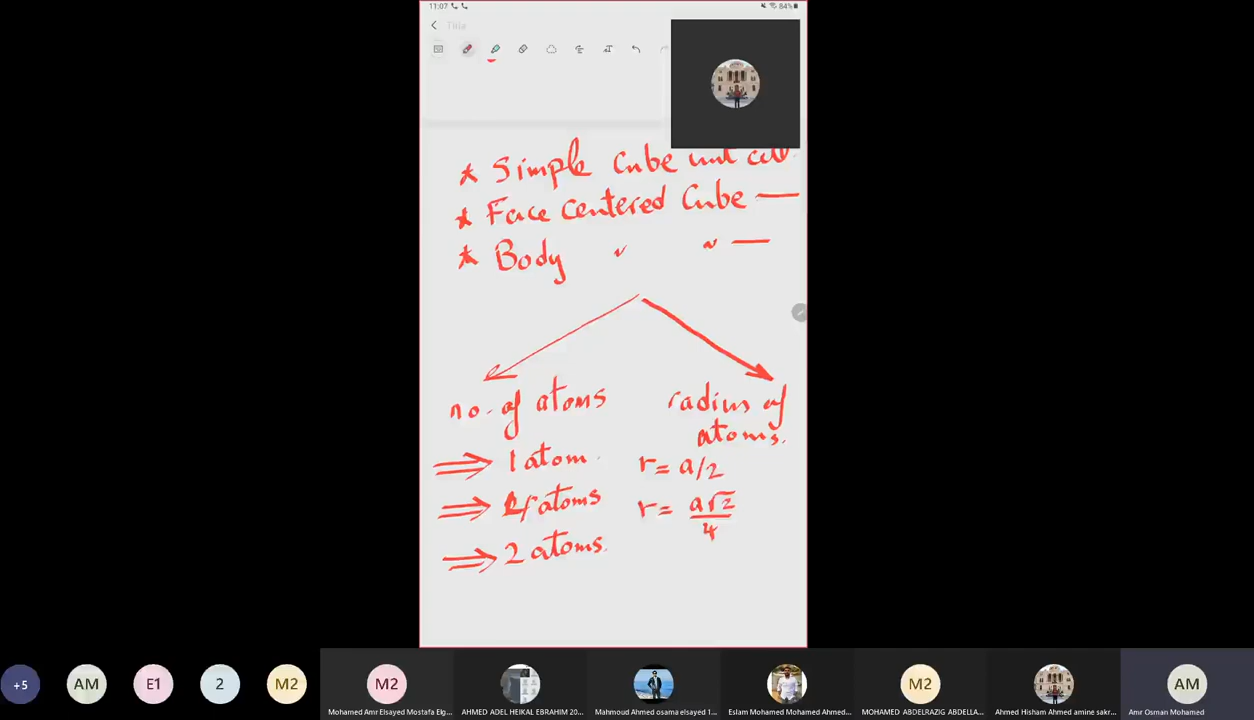 11:07
84%
Title
★ Simple Cube unit cell
★ Face Centered Cube —
★ Body " " —
no. of atoms
radius of atoms.
⇒ 1 atom r = a/2
⇒ 4 atoms r = a√2/4
⇒ 2 atoms.
+5
AM
E1
2
M2
M2
M2
AM
Mohamed Amr Elsayed Mostafa Elg...
AHMED ADEL HEIKAL EBRAHIM 20...
Mahmoud Ahmed osama elsayed 1...
Eslam Mohamed Mohamed Ahmed...
MOHAMED ABDELRAZIG ABDELLA...
Ahmed Hisham Ahmed amine sakr...
Amr Osman Mohamed